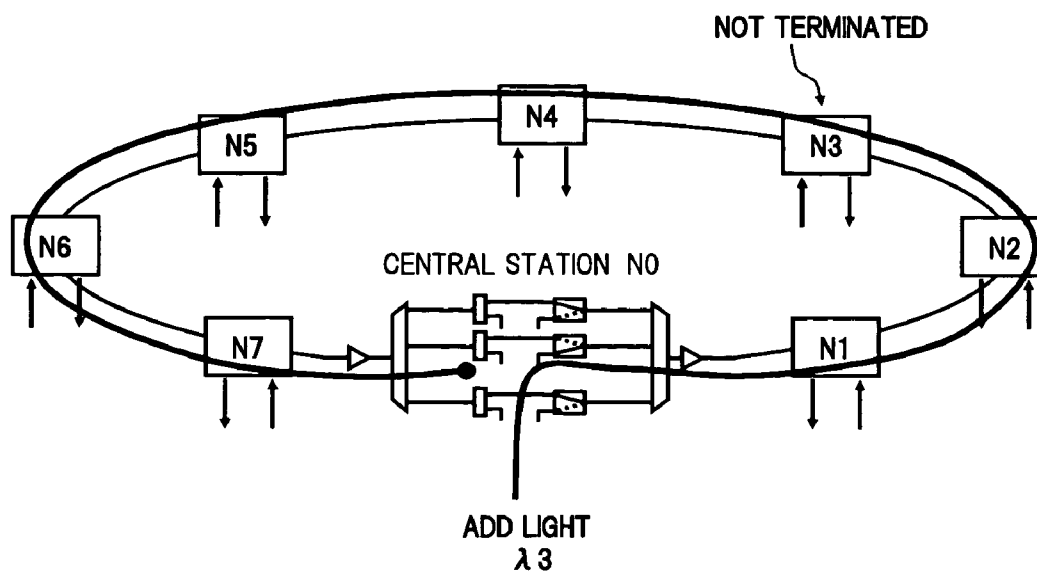 NOT TERMINATED
N4
N5
N3
N6
N2
CENTRAL STATION N0
N7
N1
ADD LIGHT
λ3